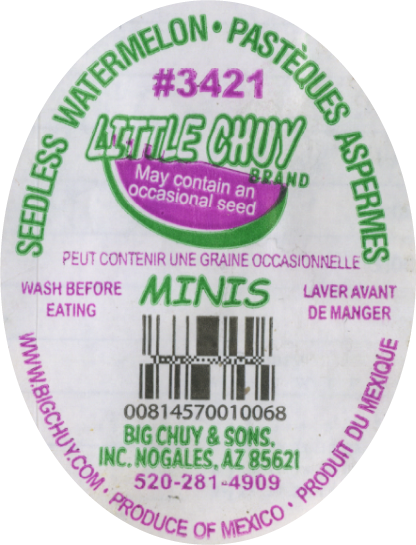 SEEDLESS WATERMELON • PASTÈQUES ASPERMES
#3421
LITTLE CHUY
BRAND
May contain an
occasional seed
PEUT CONTENIR UNE GRAINE OCCASIONNELLE
WASH BEFORE
EATING
MINIS
LAVER AVANT
DE MANGER
00814570010068
BIG CHUY & SONS,
INC. NOGALES, AZ 85621
520-281-4909
WWW.BIGCHUY.COM • PRODUCE OF MEXICO • PRODUIT DU MEXIQUE